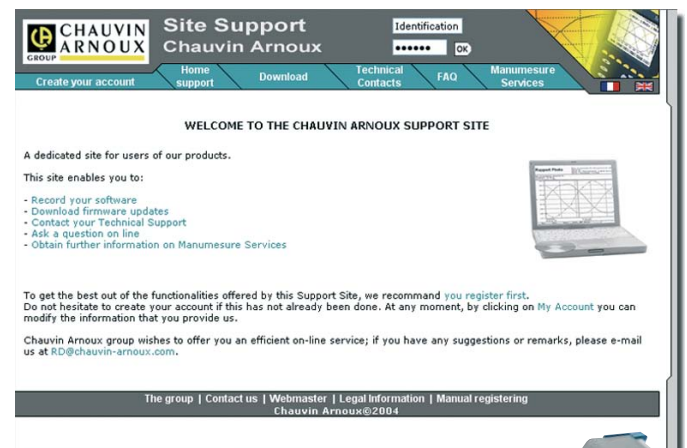 CHAUVIN
ARNOUX
GROUP
Site Support
Chauvin Arnoux
Identification
●●●●●●
OK
Create your account
Home support
Download
Technical Contacts
FAQ
Manumesure Services
WELCOME TO THE CHAUVIN ARNOUX SUPPORT SITE
A dedicated site for users of our products.
This site enables you to:
- Record your software
- Download firmware updates
- Contact your Technical Support
- Ask a question on line
- Obtain further information on Manumesure Services
To get the best out of the functionalities offered by this Support Site, we recommand you register first.
Do not hesitate to create your account if this has not already been done. At any moment, by clicking on My Account you can
modify the information that you provide us.
Chauvin Arnoux group wishes to offer you an efficient on-line service; if you have any suggestions or remarks, please e-mail
us at RD@chauvin-arnoux.com.
The group | Contact us | Webmaster | Legal Information | Manual registering
Chauvin Arnoux©2004